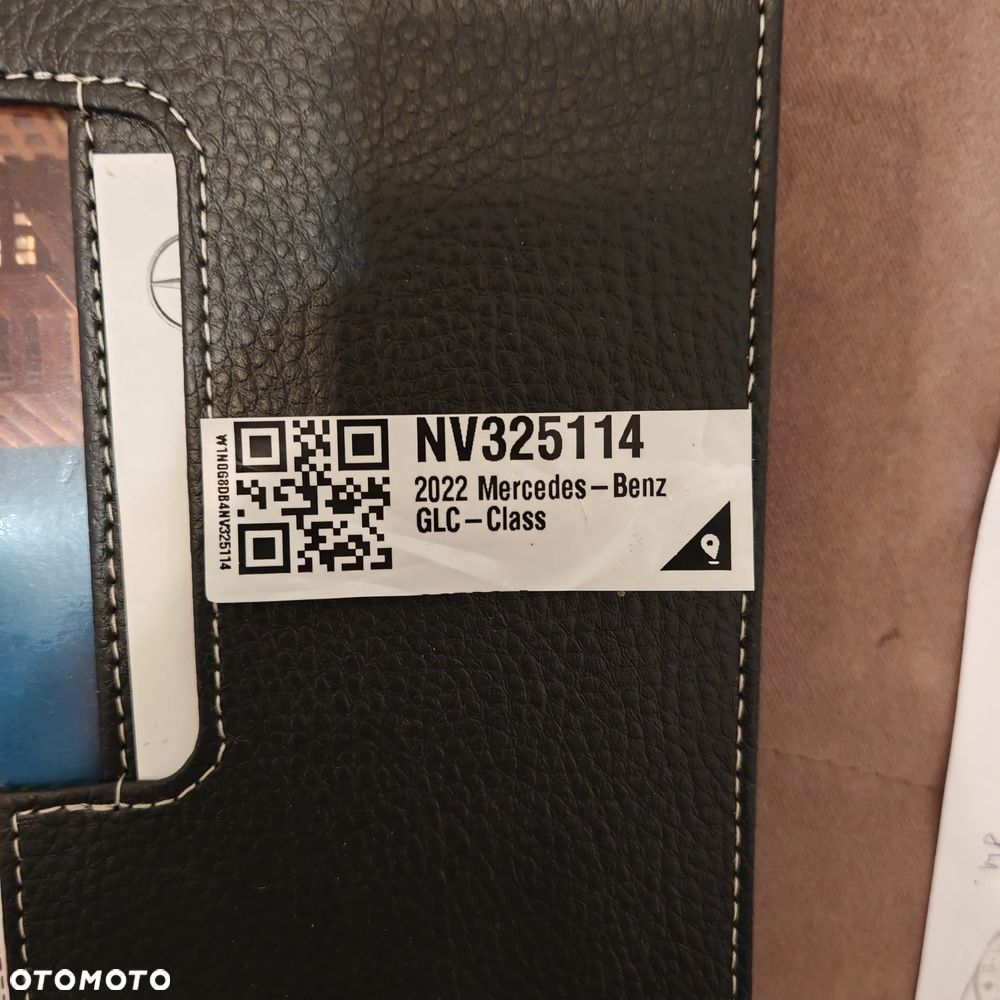 W1N0G8DB4NV325114
NV325114
2022 Mercedes-Benz
GLC-Class
OTOMOTO